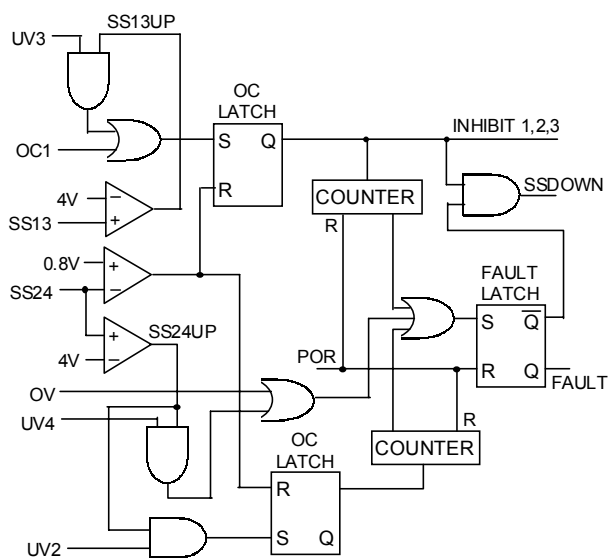 SS13UP
UV3
OC
LATCH
S Q
INHIBIT 1,2,3
OC1
R
4V
−
+
SS13
COUNTER
SSDOWN
R
0.8V
+
−
SS24
FAULT
LATCH
SS24UP
S Q
+
−
4V
POR
R Q
FAULT
OV
UV4
R
OC
LATCH
COUNTER
R
S Q
UV2